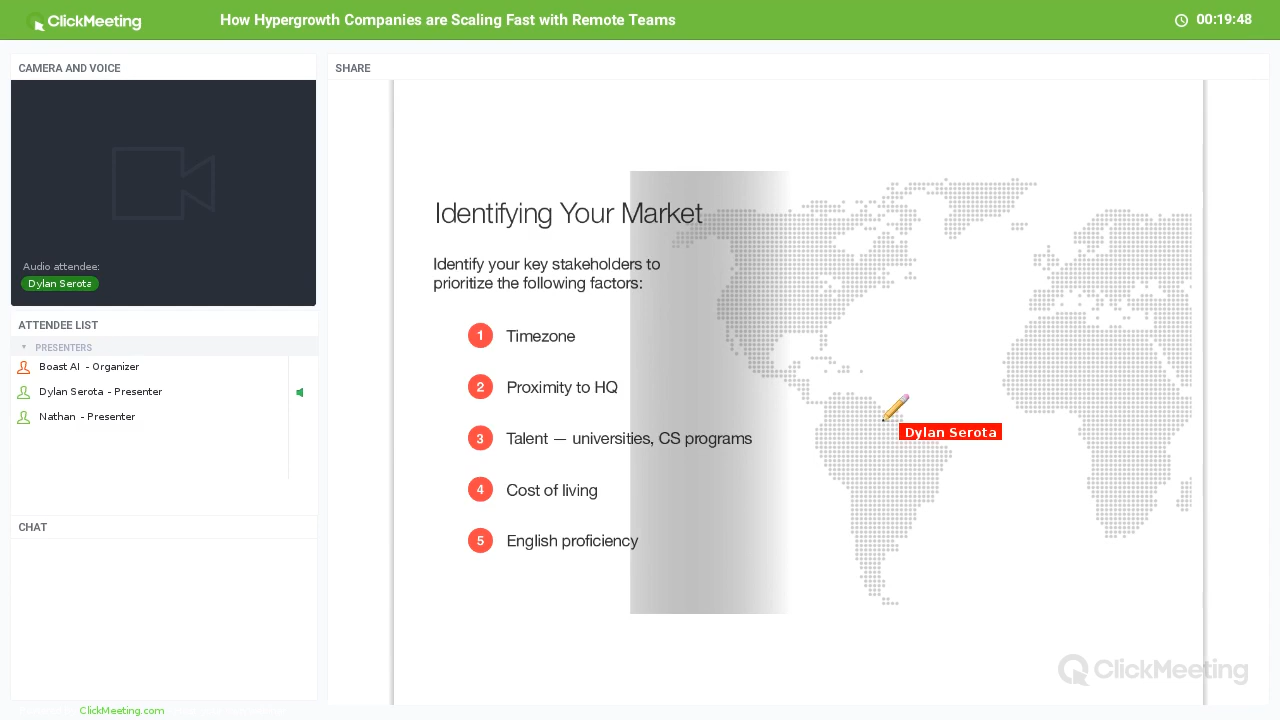 ClickMeeting
How Hypergrowth Companies are Scaling Fast with Remote Teams
00:19:48
CAMERA AND VOICE
Audio attendee:
Dylan Serota
ATTENDEE LIST
PRESENTERS
Boast AI - Organizer
Dylan Serota - Presenter
Nathan - Presenter
CHAT
SHARE
Identifying Your Market
Identify your key stakeholders to
prioritize the following factors:
1 Timezone
2 Proximity to HQ
3 Talent — universities, CS programs
4 Cost of living
5 English proficiency
Dylan Serota
ClickMeeting
ClickMeeting.com